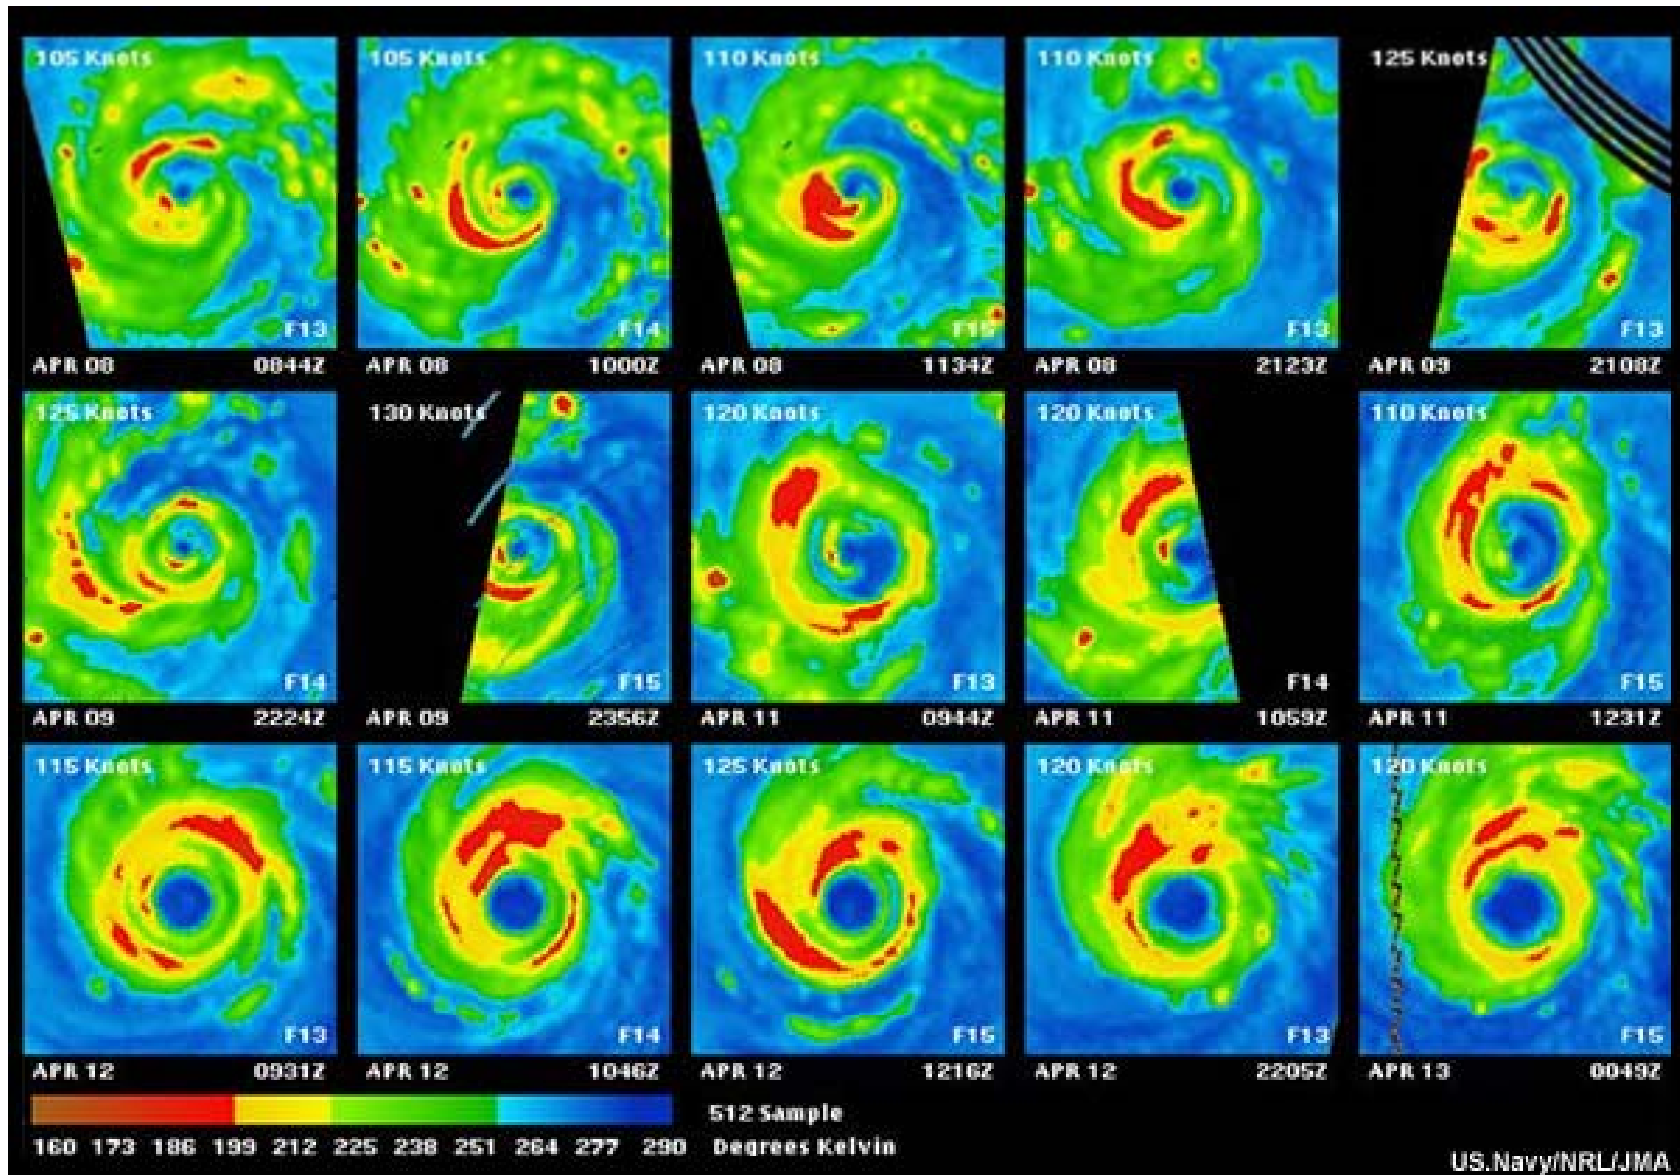 105 Knots
105 Knots
110 Knots
110 Knots
125 Knots
F13
F14
F15
F13
F13
APR 08 0844Z
APR 08 1000Z
APR 08 1134Z
APR 08 2123Z
APR 09 2108Z
125 Knots
130 Knots
120 Knots
120 Knots
110 Knots
F14
F15
F13
F14
F15
APR 09 2224Z
APR 09 2356Z
APR 11 0944Z
APR 11 1059Z
APR 11 1231Z
115 Knots
115 Knots
125 Knots
120 Knots
120 Knots
F13
F14
F15
F13
F15
APR 12 0931Z
APR 12 1046Z
APR 12 1216Z
APR 12 2205Z
APR 13 0049Z
512 Sample
160 173 186 199 212 225 238 251 264 277 290 Degrees Kelvin
US.Navy/NRL/JMA